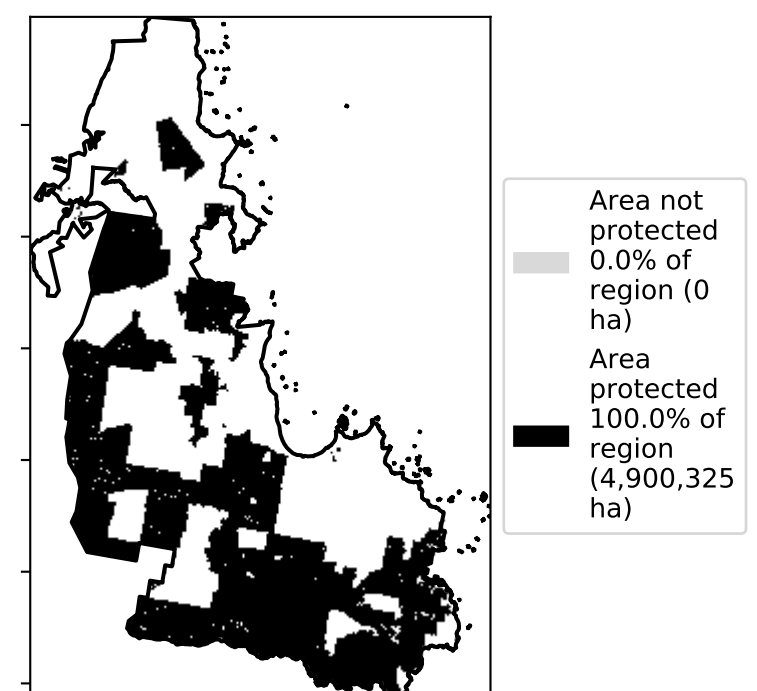 Area not
protected
0.0% of
region (0
ha)
Area
protected
100.0% of
region
(4,900,325
ha)